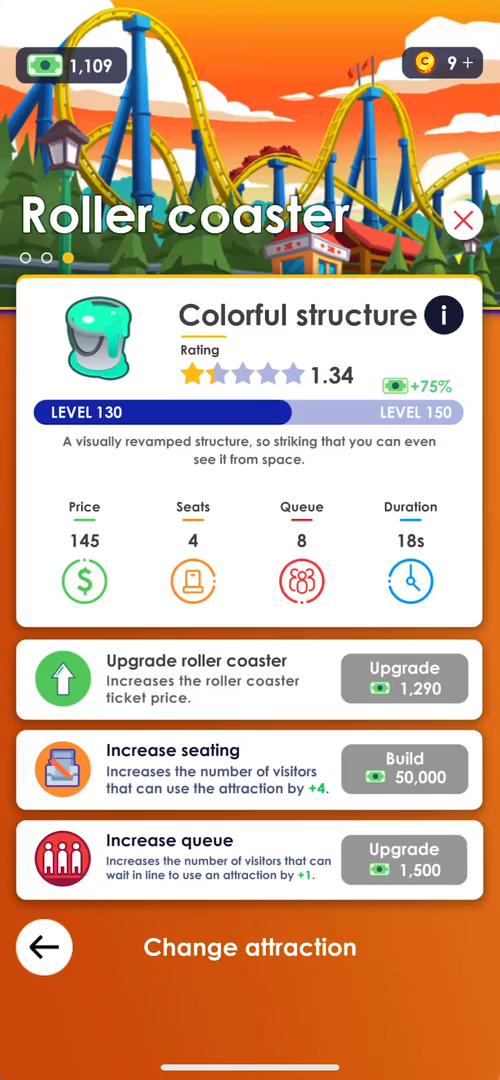 1,109
9 +
Roller coaster
Colorful structure
i
Rating
1.34
+75%
LEVEL 130
LEVEL 150
A visually revamped structure, so striking that you can even
see it from space.
Price
Seats
Queue
Duration
145
4
8
18s
Upgrade roller coaster
Increases the roller coaster
ticket price.
Upgrade
1,290
Increase seating
Increases the number of visitors
that can use the attraction by +4.
Build
50,000
Increase queue
Increases the number of visitors that can
wait in line to use an attraction by +1.
Upgrade
1,500
Change attraction